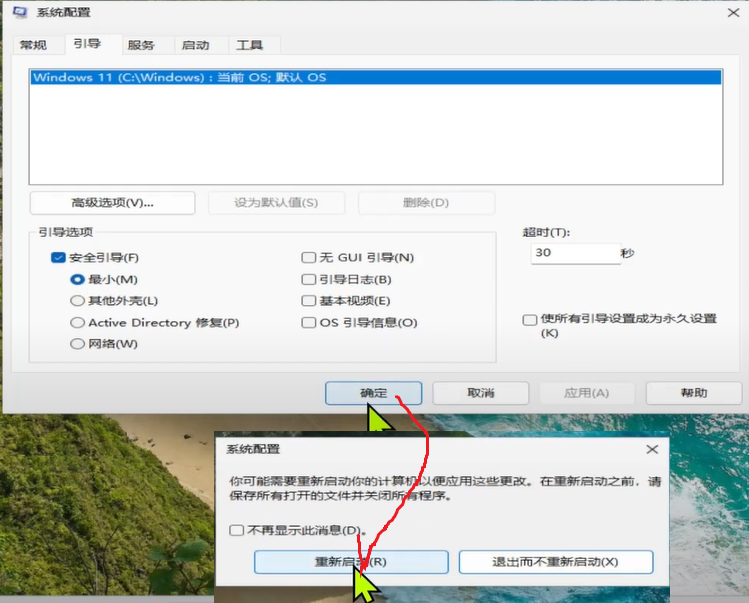 系统配置
常规 引导 服务 启动 工具
Windows 11 (C:\Windows) : 当前 OS; 默认 OS
高级选项(V)... 设为默认值(S) 删除(D)
引导选项 超时(T):
安全引导(F) 无 GUI 引导(N) 30 秒
最小(M) 引导日志(B)
其他外壳(L) 基本视频(E)
Active Directory 修复(P) OS 引导信息(O) 使所有引导设置成为永久设置
(K)
网络(W)
确定 取消 应用(A) 帮助
系统配置
你可能需要重新启动你的计算机以便应用这些更改。在重新启动之前，请
保存所有打开的文件并关闭所有程序。
不再显示此消息(D)。
重新启动(R) 退出而不重新启动(X)